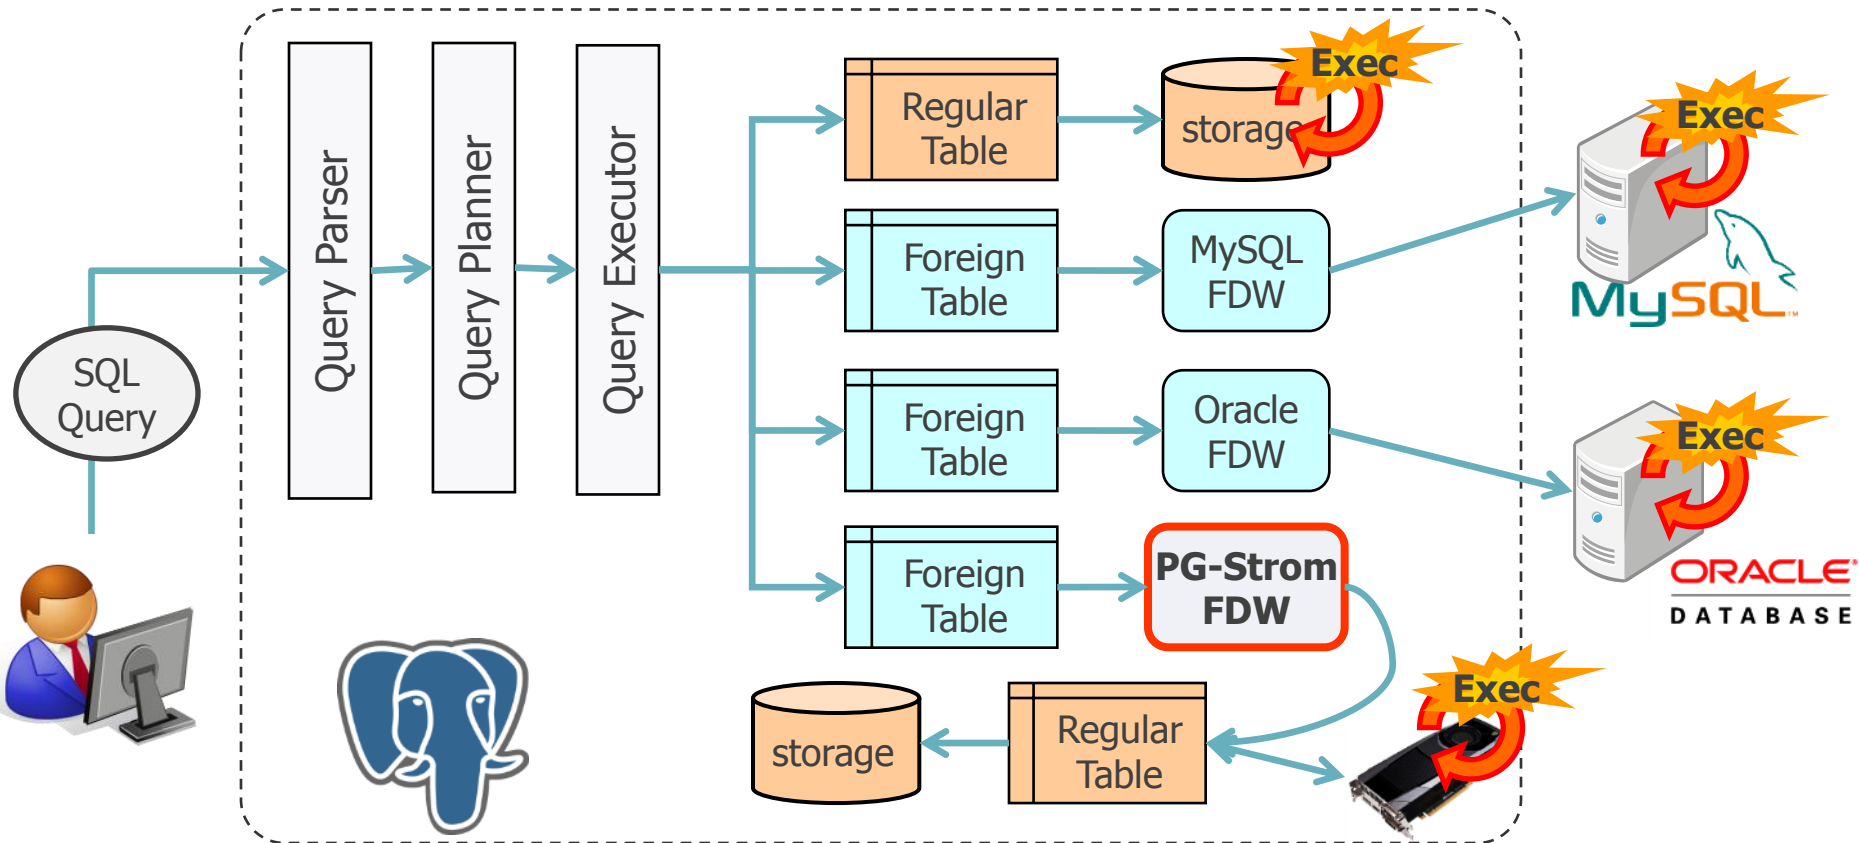 Exec
Regular
Table
storage
Exec
Query Parser
Query Planner
Query Executor
Foreign
Table
MySQL
FDW
MySQL™
SQL
Query
Foreign
Table
Oracle
FDW
Exec
Foreign
Table
PG-Strom
FDW
ORACLE®
DATABASE
Exec
storage
Regular
Table